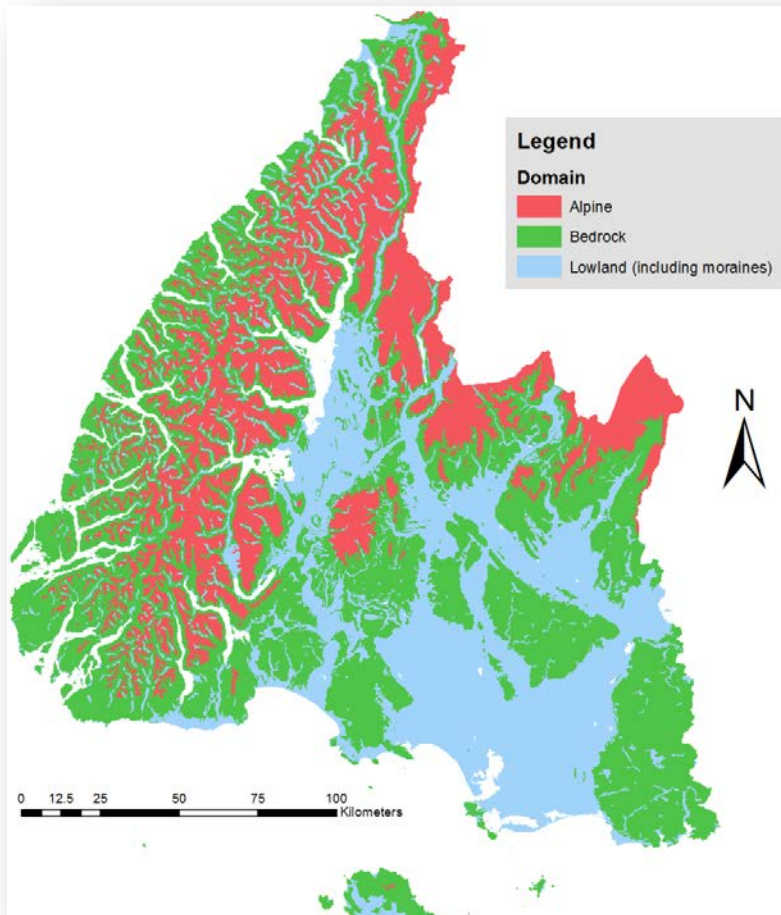 Legend
Domain
Alpine
Bedrock
Lowland (including moraines)
N
0 12.5 25 50 75 100
Kilometers